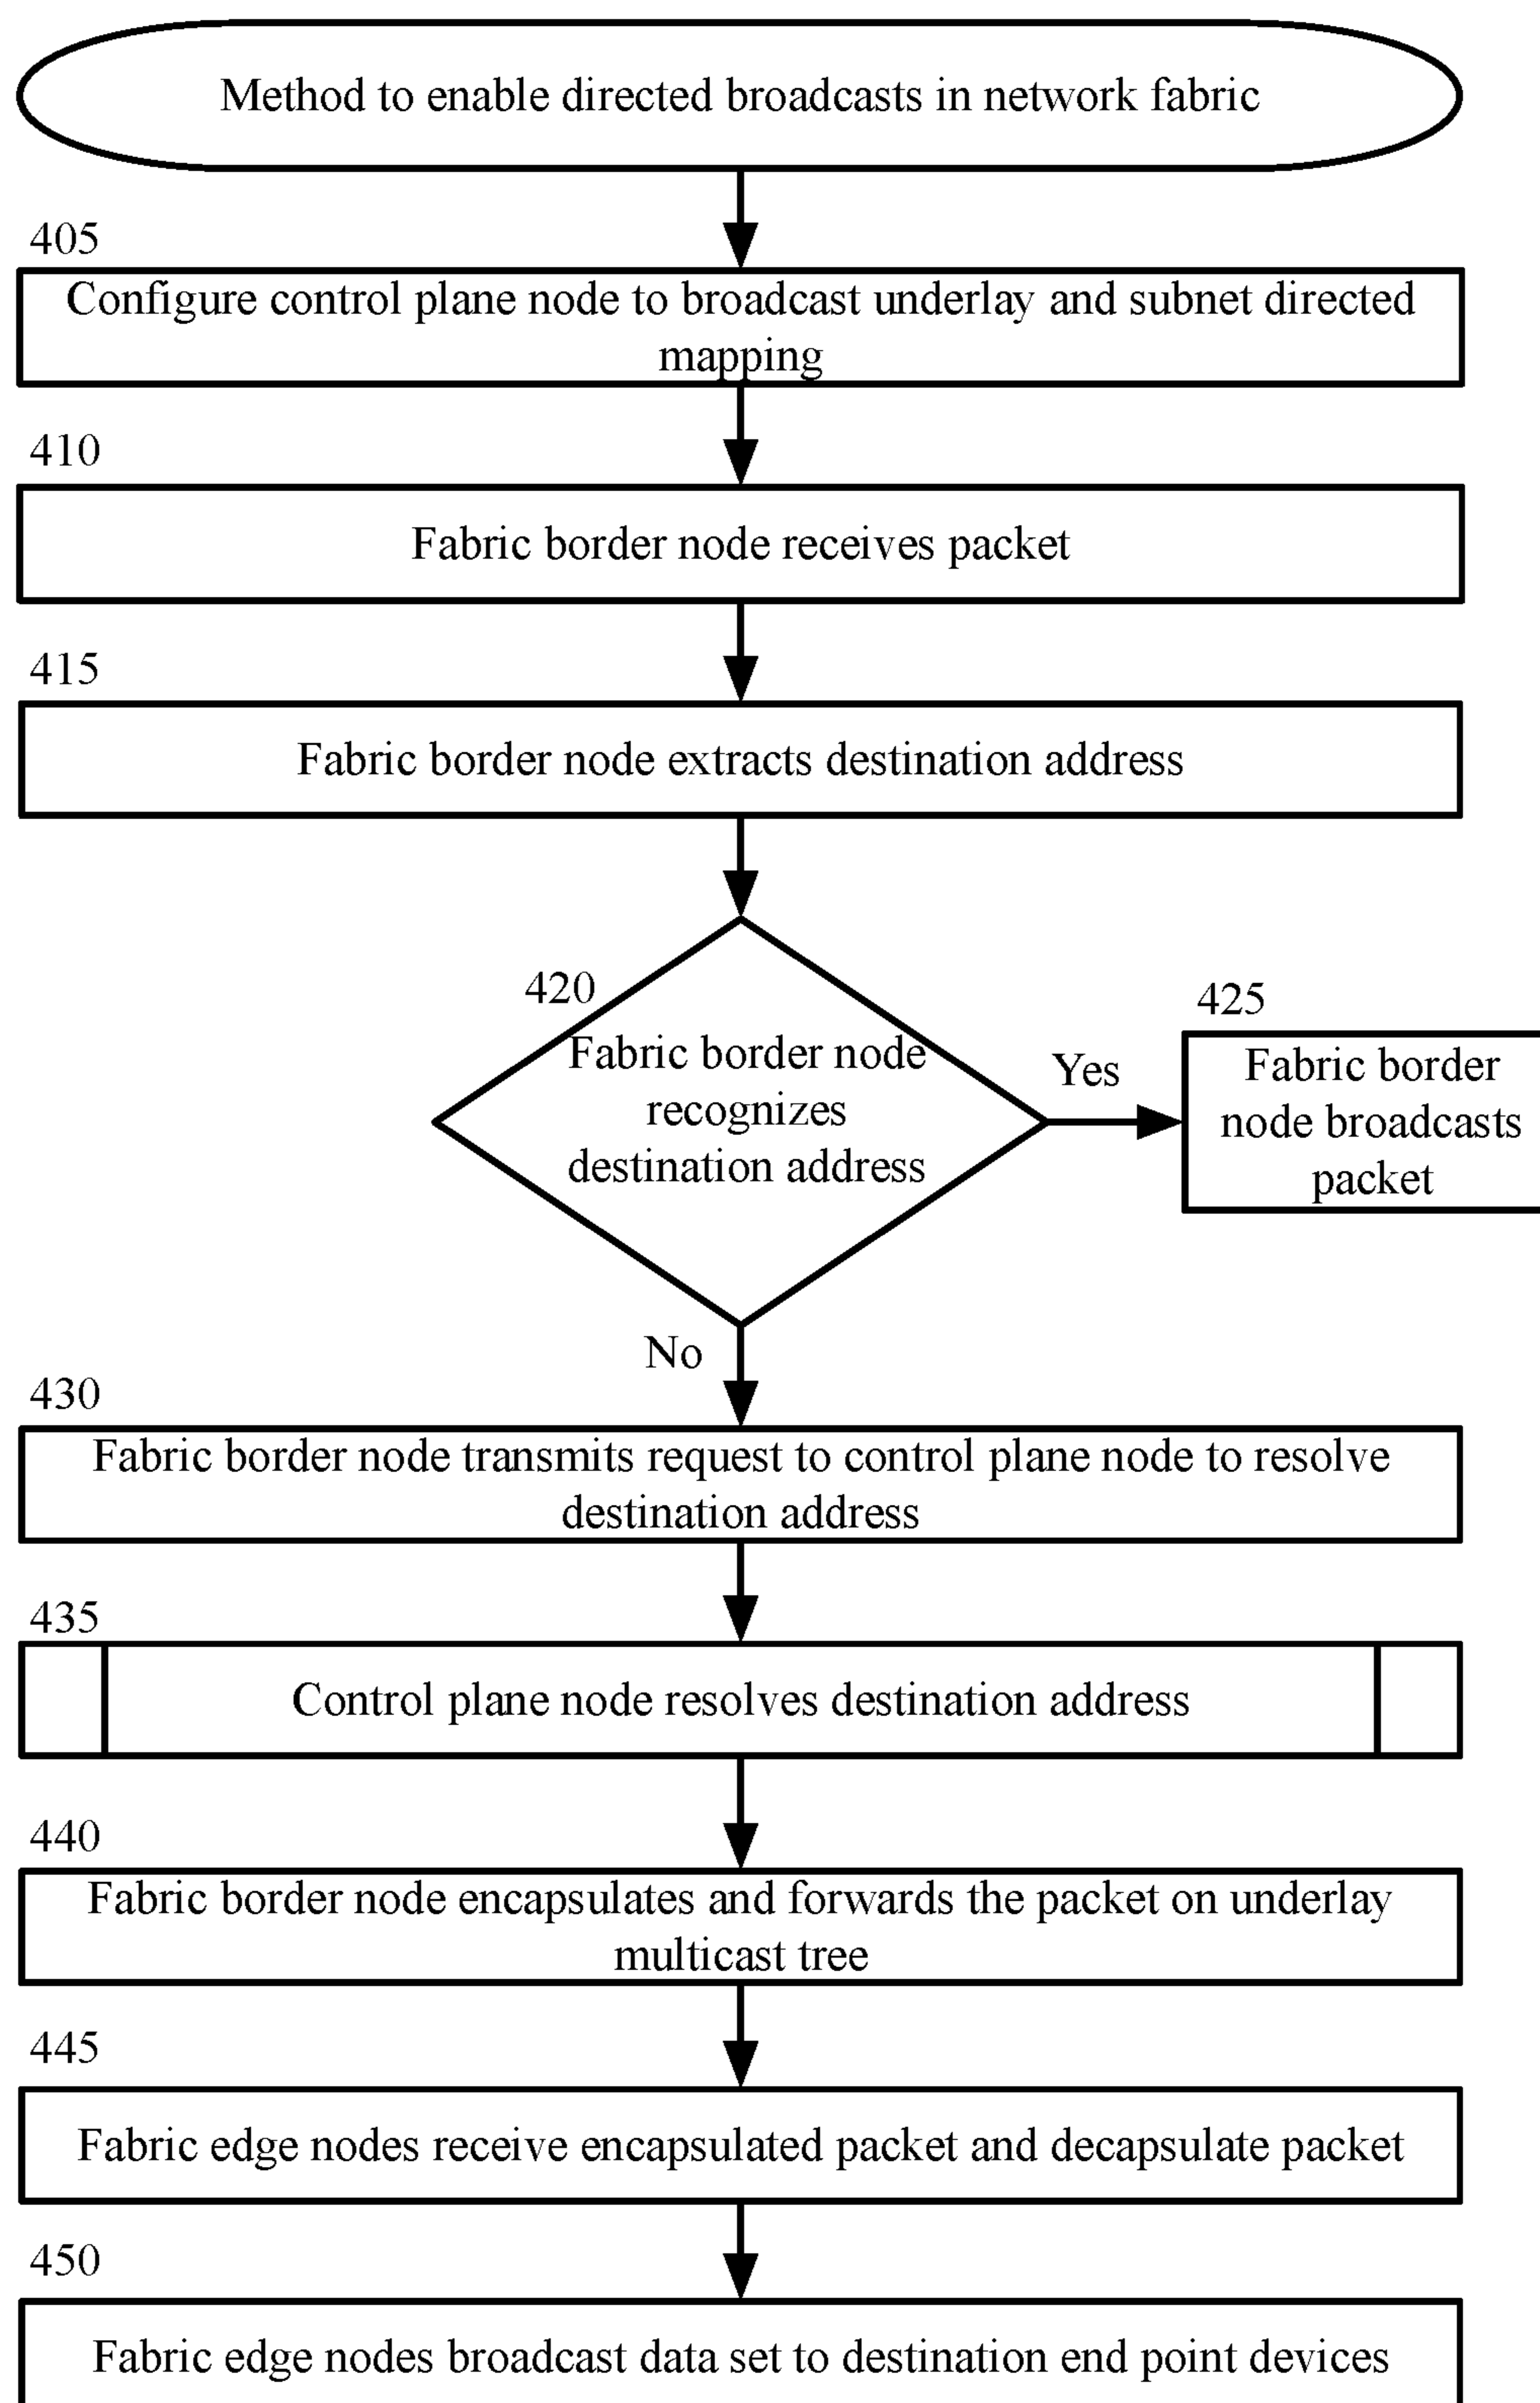 Method to enable directed broadcasts in network fabric
405
Configure control plane node to broadcast underlay and subnet directed
mapping
410
Fabric border node receives packet
415
Fabric border node extracts destination address
420
Fabric border node
recognizes
destination address
Yes
425
Fabric border
node broadcasts
packet
No
430
Fabric border node transmits request to control plane node to resolve
destination address
435
Control plane node resolves destination address
440
Fabric border node encapsulates and forwards the packet on underlay
multicast tree
445
Fabric edge nodes receive encapsulated packet and decapsulate packet
450
Fabric edge nodes broadcast data set to destination end point devices